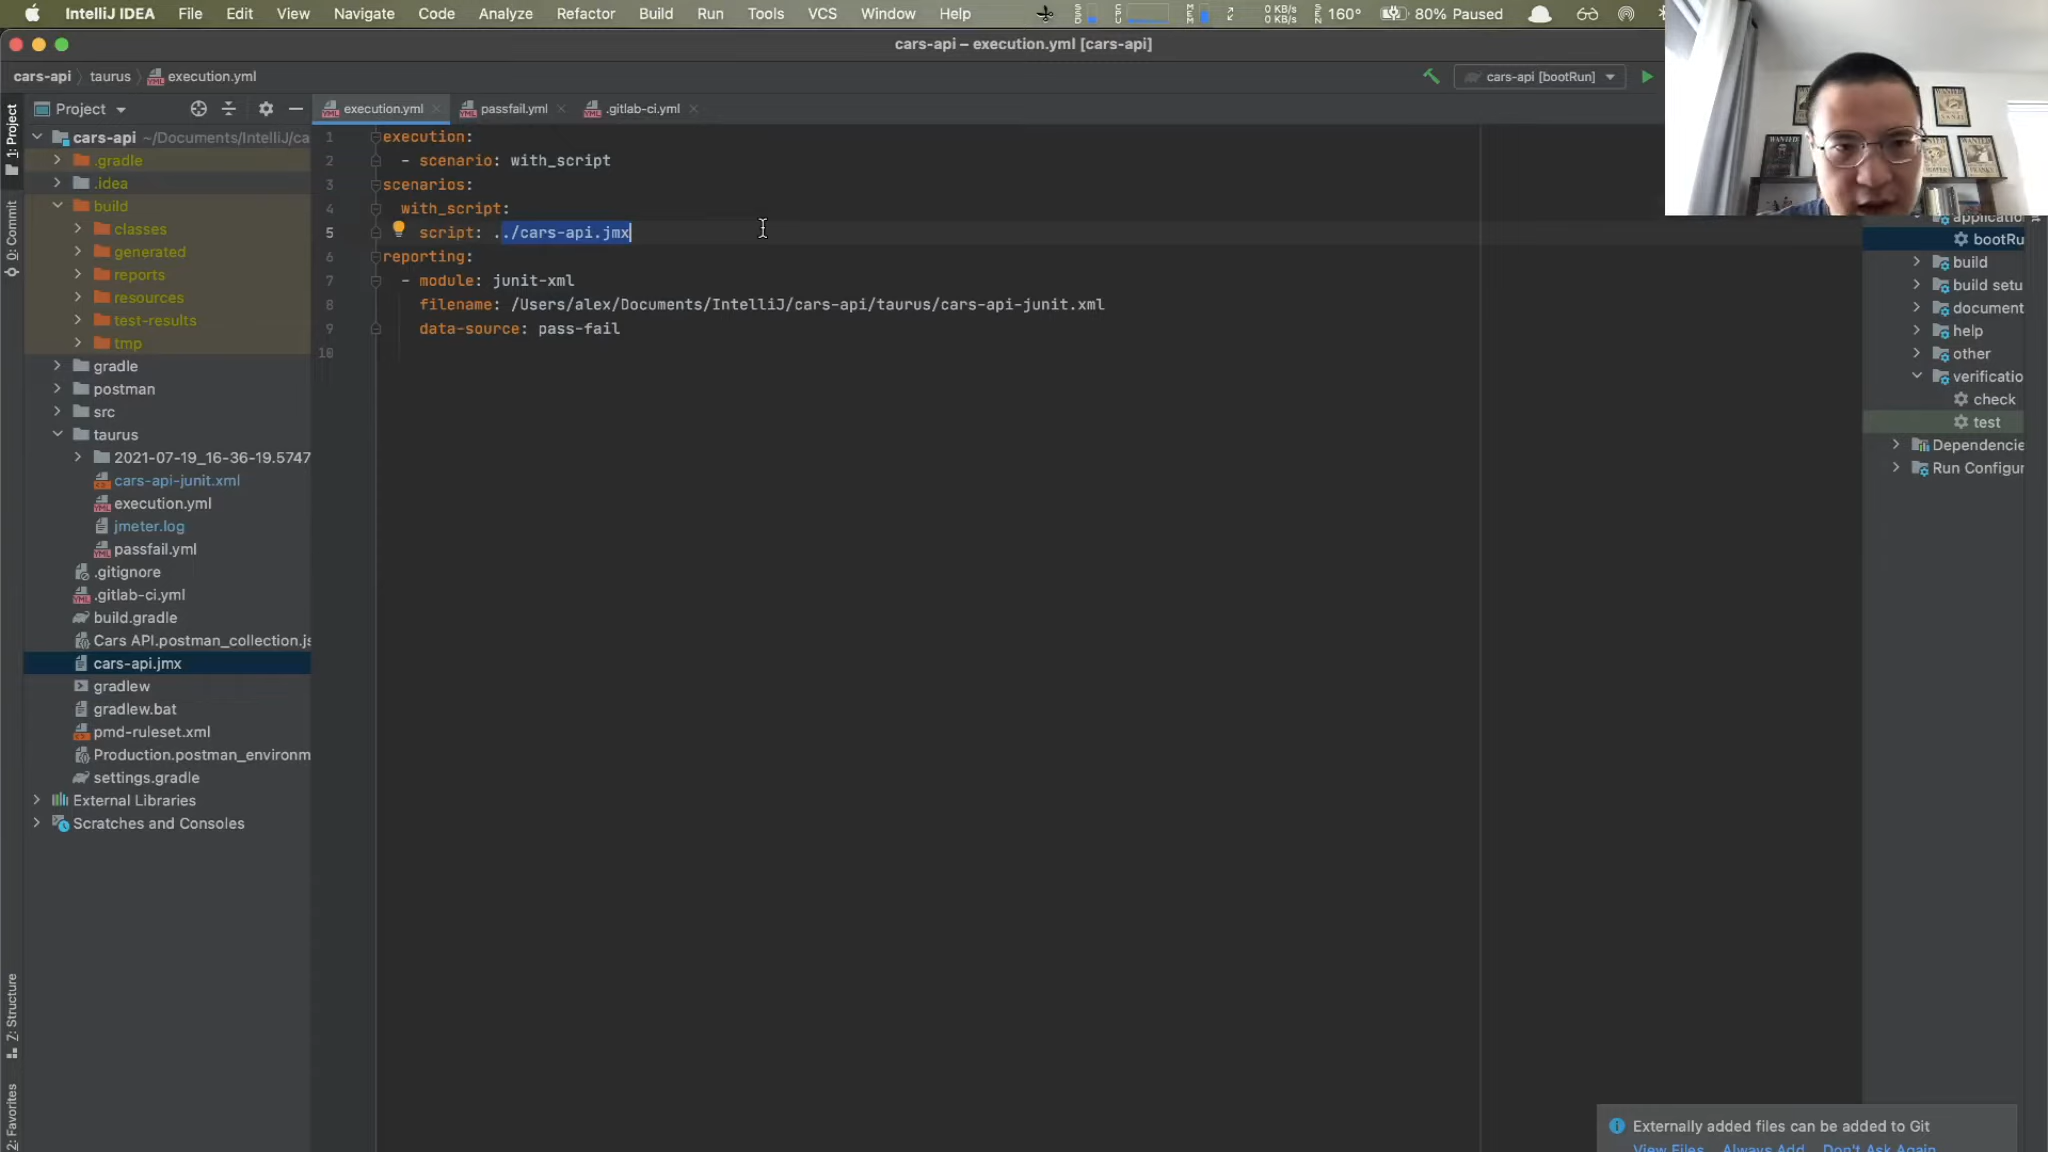 IntelliJ IDEA File Edit View Navigate Code Analyze Refactor Build Run Tools VCS Window Help 0 KB/s 0 KB/s 160° 80% Paused
cars-api – execution.yml [cars-api]
cars-api taurus execution.yml cars-api [bootRun]
Project execution.yml passfail.yml .gitlab-ci.yml
1: Project
0: Commit
7: Structure
2: Favorites
cars-api ~/Documents/IntelliJ/ca
.gradle
.idea
build
classes
generated
reports
resources
test-results
tmp
gradle
postman
src
taurus
2021-07-19_16-36-19.5747
cars-api-junit.xml
execution.yml
jmeter.log
passfail.yml
.gitignore
.gitlab-ci.yml
build.gradle
Cars API.postman_collection.js
cars-api.jmx
gradlew
gradlew.bat
pmd-ruleset.xml
Production.postman_environm
settings.gradle
External Libraries
Scratches and Consoles
1 execution:
2 - scenario: with_script
3 scenarios:
4 with_script:
5 script: ../cars-api.jmx
6 reporting:
7 - module: junit-xml
8 filename: /Users/alex/Documents/IntelliJ/cars-api/taurus/cars-api-junit.xml
9 data-source: pass-fail
10
applicatio
bootRu
build
build setu
document
help
other
verificatio
check
test
Dependencie
Run Configur
Externally added files can be added to Git
View Files Always Add Don't Ask Again